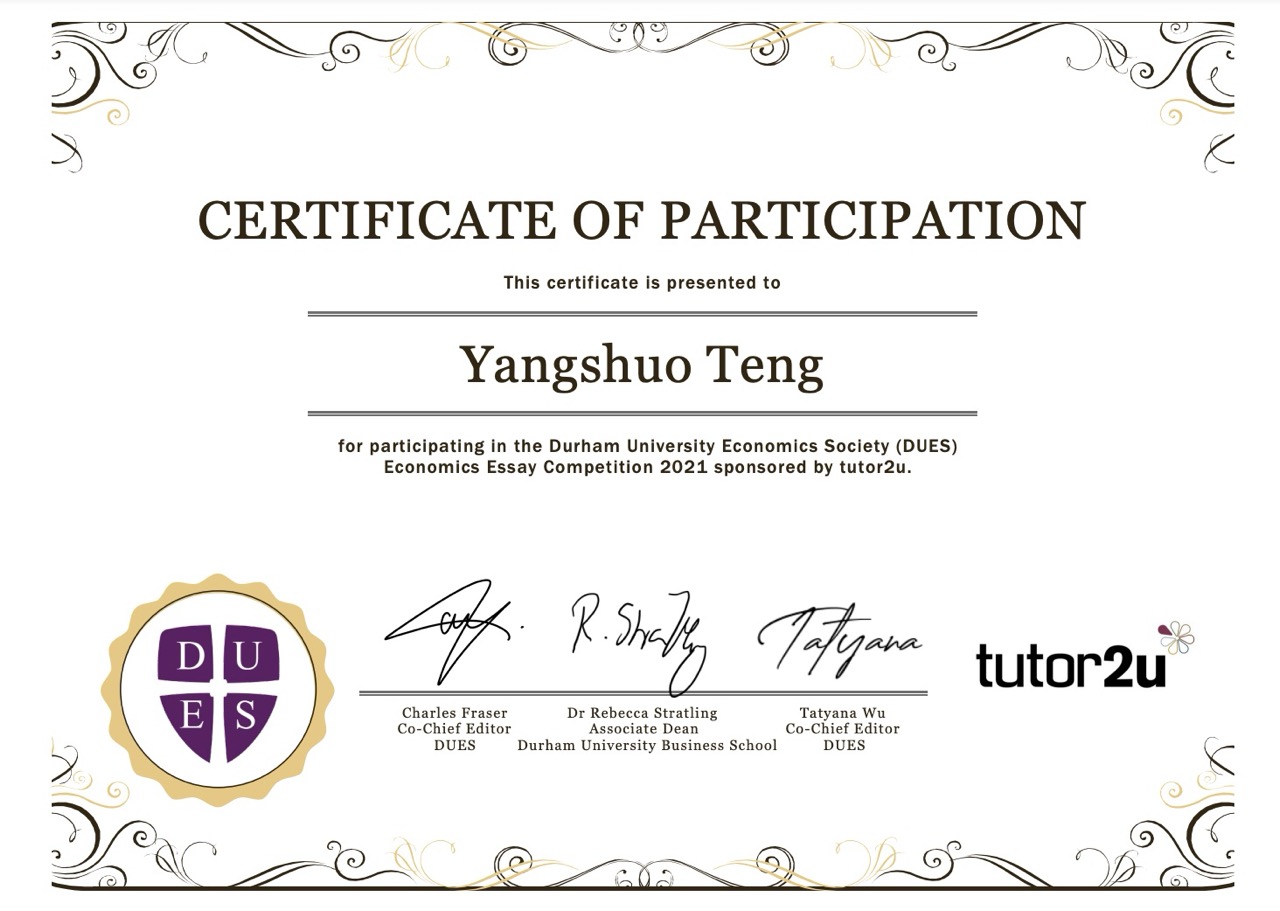 CERTIFICATE OF PARTICIPATION
This certificate is presented to
Yangshuo Teng
for participating in the Durham University Economics Society (DUES)
Economics Essay Competition 2021 sponsored by tutor2u.
D U
E S
R. Stratling
Tatyana
tutor2u
Charles Fraser
Co-Chief Editor
DUES
Dr Rebecca Stratling
Associate Dean
Durham University Business School
Tatyana Wu
Co-Chief Editor
DUES